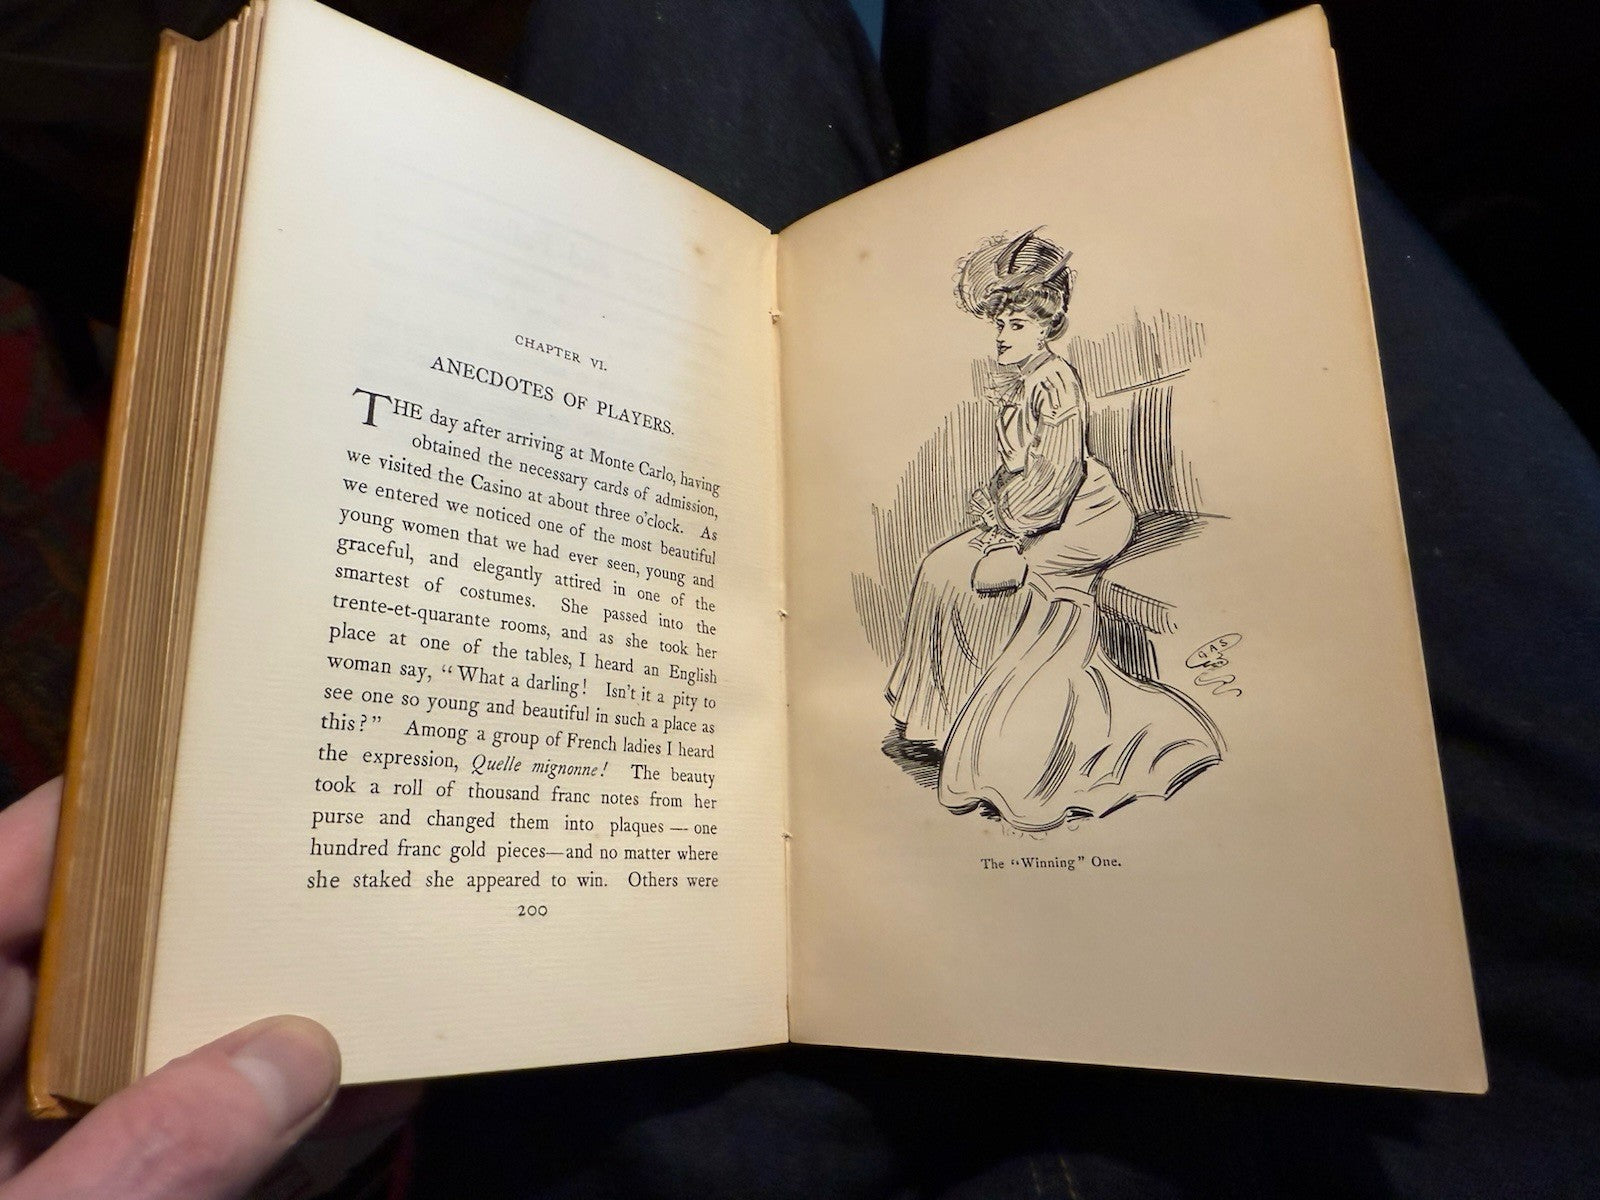 CHAPTER VI.
ANECDOTES OF PLAYERS.
THE day after arriving at Monte Carlo, having
obtained the necessary cards of admission,
we visited the Casino at about three o'clock. As
we entered we noticed one of the most beautiful
young women that we had ever seen, young and
graceful, and elegantly attired in one of the
smartest of costumes. She passed into the
trente-et-quarante rooms, and as she took her
place at one of the tables, I heard an English
woman say, "What a darling! Isn't it a pity to
see one so young and beautiful in such a place as
this?" Among a group of French ladies I heard
the expression, Quelle mignonne! The beauty
took a roll of thousand franc notes from her
purse and changed them into plaques — one
hundred franc gold pieces—and no matter where
she staked she appeared to win. Others were
200
GAS
The "Winning" One.